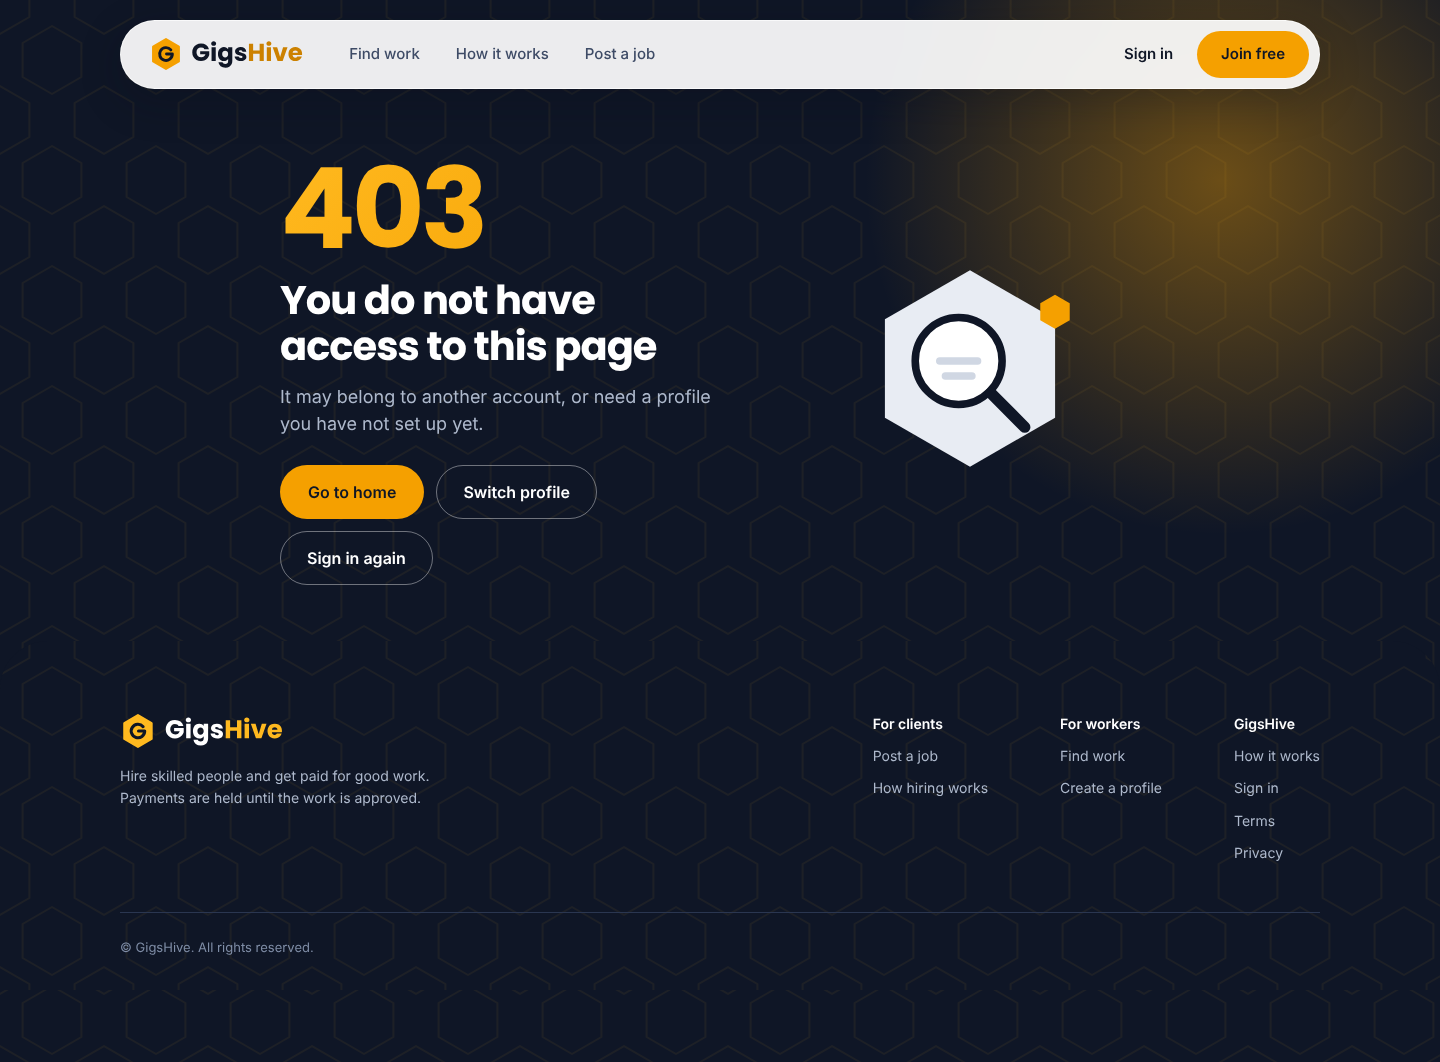 GigsHive
Find work
How it works
Post a job
Sign in
Join free
403
You do not have
access to this page
It may belong to another account, or need a profile
you have not set up yet.
Go to home
Switch profile
Sign in again
GigsHive
Hire skilled people and get paid for good work.
Payments are held until the work is approved.
For clients
Post a job
How hiring works
For workers
Find work
Create a profile
GigsHive
How it works
Sign in
Terms
Privacy
© GigsHive. All rights reserved.